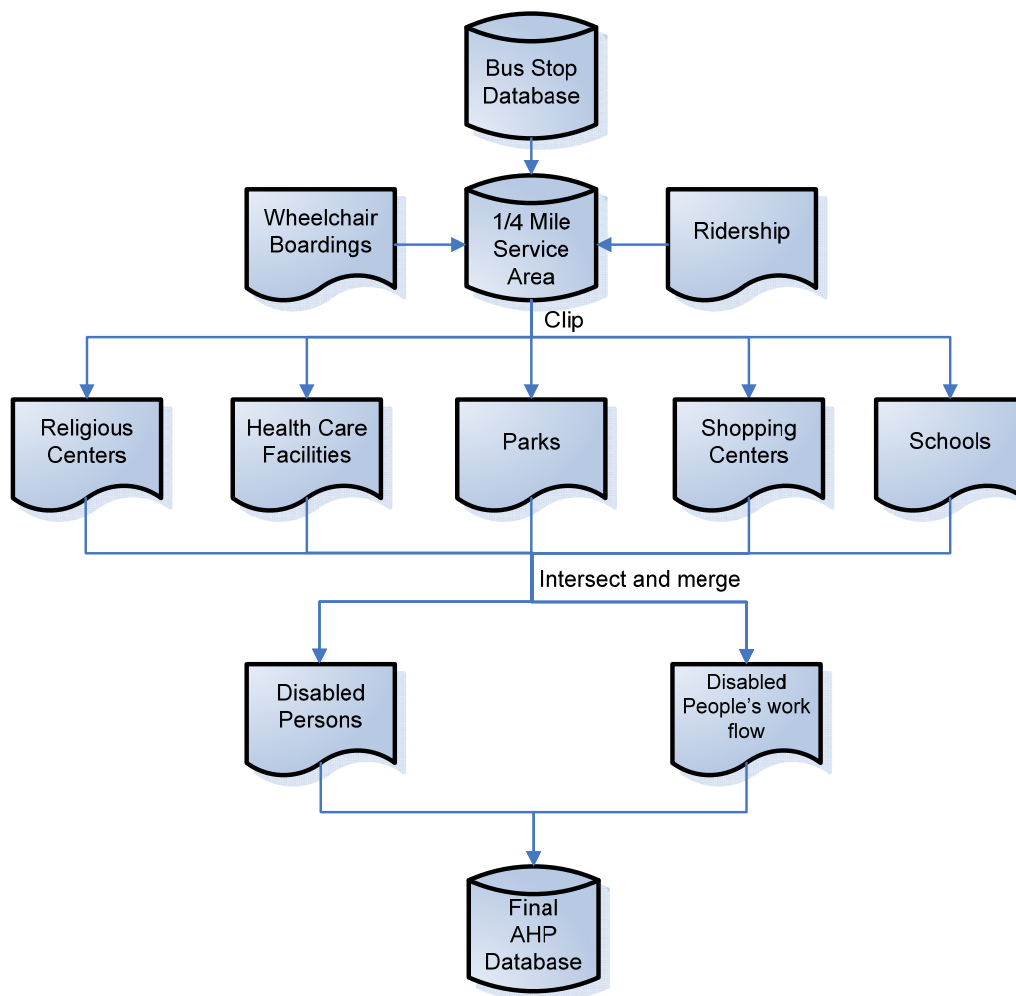 Bus Stop
Database
Wheelchair
Boardings
1/4 Mile
Service
Area
Ridership
Clip
Religious
Centers
Health Care
Facilities
Parks
Shopping
Centers
Schools
Intersect and merge
Disabled
Persons
Disabled
People’s work
flow
Final
AHP
Database